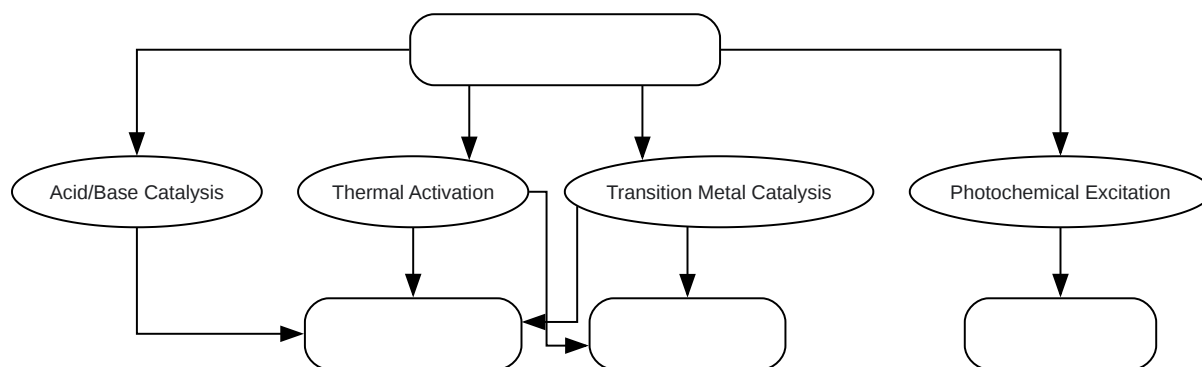 Acid/Base Catalysis
Thermal Activation
Transition Metal Catalysis
Photochemical Excitation